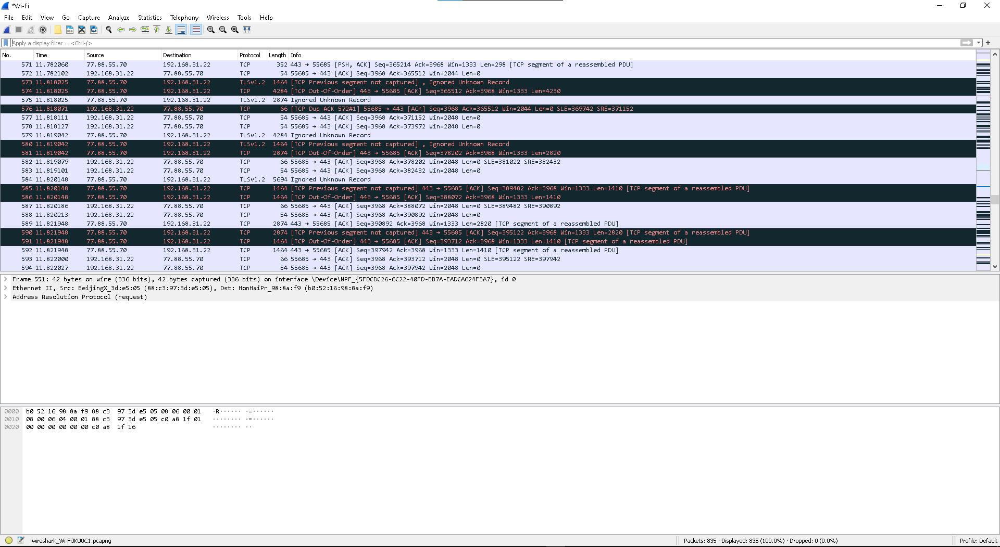 *Wi-Fi
File Edit View Go Capture Analyze Statistics Telephony Wireless Tools Help
Apply a display filter ... <Ctrl-/>
No. Time Source Destination Protocol Length Info
571 11.782060 77.88.55.70 192.168.31.22 TCP 352 443 → 55685 [PSH, ACK] Seq=365214 Ack=3968 Win=1333 Len=298 [TCP segment of a reassembled PDU]
572 11.782102 192.168.31.22 77.88.55.70 TCP 54 55685 → 443 [ACK] Seq=3968 Ack=365512 Win=2044 Len=0
573 11.818025 77.88.55.70 192.168.31.22 TLSv1.2 1464 [TCP Previous segment not captured] , Ignored Unknown Record
574 11.818025 77.88.55.70 192.168.31.22 TCP 4284 [TCP Out-Of-Order] 443 → 55685 [ACK] Seq=365512 Ack=3968 Win=1333 Len=4230
575 11.818025 77.88.55.70 192.168.31.22 TLSv1.2 2874 Ignored Unknown Record
576 11.818071 192.168.31.22 77.88.55.70 TCP 66 [TCP Dup ACK 572#1] 55685 → 443 [ACK] Seq=3968 Ack=365512 Win=2044 Len=0 SLE=369742 SRE=371152
577 11.818111 192.168.31.22 77.88.55.70 TCP 54 55685 → 443 [ACK] Seq=3968 Ack=371152 Win=2048 Len=0
578 11.818127 192.168.31.22 77.88.55.70 TCP 54 55685 → 443 [ACK] Seq=3968 Ack=373972 Win=2048 Len=0
579 11.819042 77.88.55.70 192.168.31.22 TLSv1.2 4284 Ignored Unknown Record
580 11.819042 77.88.55.70 192.168.31.22 TLSv1.2 1464 [TCP Previous segment not captured] , Ignored Unknown Record
581 11.819042 77.88.55.70 192.168.31.22 TCP 2874 [TCP Out-Of-Order] 443 → 55685 [ACK] Seq=378202 Ack=3968 Win=1333 Len=2820
582 11.819079 192.168.31.22 77.88.55.70 TCP 66 55685 → 443 [ACK] Seq=3968 Ack=378202 Win=2048 Len=0 SLE=381022 SRE=382432
583 11.819101 192.168.31.22 77.88.55.70 TCP 54 55685 → 443 [ACK] Seq=3968 Ack=382432 Win=2048 Len=0
584 11.820148 77.88.55.70 192.168.31.22 TLSv1.2 5694 Ignored Unknown Record
585 11.820148 77.88.55.70 192.168.31.22 TCP 1464 [TCP Previous segment not captured] 443 → 55685 [ACK] Seq=389482 Ack=3968 Win=1333 Len=1410 [TCP segment of a reassembled PDU]
586 11.820148 77.88.55.70 192.168.31.22 TCP 1464 [TCP Out-Of-Order] 443 → 55685 [ACK] Seq=388072 Ack=3968 Win=1333 Len=1410
587 11.820186 192.168.31.22 77.88.55.70 TCP 66 55685 → 443 [ACK] Seq=3968 Ack=388072 Win=2048 Len=0 SLE=389482 SRE=390892
588 11.820213 192.168.31.22 77.88.55.70 TCP 54 55685 → 443 [ACK] Seq=3968 Ack=390892 Win=2048 Len=0
589 11.821948 77.88.55.70 192.168.31.22 TCP 2874 443 → 55685 [ACK] Seq=390892 Ack=3968 Win=1333 Len=2820 [TCP segment of a reassembled PDU]
590 11.821948 77.88.55.70 192.168.31.22 TCP 2874 [TCP Previous segment not captured] 443 → 55685 [ACK] Seq=395122 Ack=3968 Win=1333 Len=2820 [TCP segment of a reassembled PDU]
591 11.821948 77.88.55.70 192.168.31.22 TCP 1464 [TCP Out-Of-Order] 443 → 55685 [ACK] Seq=393712 Ack=3968 Win=1333 Len=1410 [TCP segment of a reassembled PDU]
592 11.821948 77.88.55.70 192.168.31.22 TCP 1464 443 → 55685 [ACK] Seq=397942 Ack=3968 Win=1333 Len=1410 [TCP segment of a reassembled PDU]
593 11.822000 192.168.31.22 77.88.55.70 TCP 66 55685 → 443 [ACK] Seq=3968 Ack=393712 Win=2048 Len=0 SLE=395122 SRE=397942
594 11.822027 192.168.31.22 77.88.55.70 TCP 54 55685 → 443 [ACK] Seq=3968 Ack=397942 Win=2048 Len=0
Frame 551: 42 bytes on wire (336 bits), 42 bytes captured (336 bits) on interface \Device\NPF_{5FDCDC26-6C22-40FD-BB7A-EADCA624F3A7}, id 0
Ethernet II, Src: BeijingX_3d:e5:05 (88:c3:97:3d:e5:05), Dst: HonHaiPr_98:8a:f9 (b0:52:16:98:8a:f9)
Address Resolution Protocol (request)
0000 b0 52 16 98 8a f9 88 c3 97 3d e5 05 08 06 00 01 ·R······ ·=······
0010 08 00 06 04 00 01 88 c3 97 3d e5 05 c0 a8 1f 01 ········ ·=······
0020 00 00 00 00 00 00 c0 a8 1f 16 ········ ··
wireshark_Wi-FiJKU0C1.pcapng
Packets: 835 · Displayed: 835 (100.0%) · Dropped: 0 (0.0%)
Profile: Default